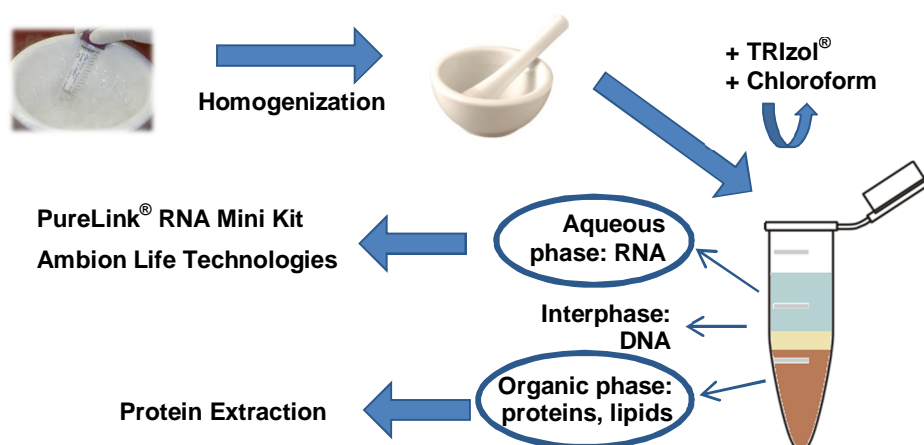 Homogenization
+ TRIzol®
+ Chloroform
PureLink® RNA Mini Kit
Ambion Life Technologies
Aqueous
phase: RNA
Interphase:
DNA
Organic phase:
proteins, lipids
Protein Extraction